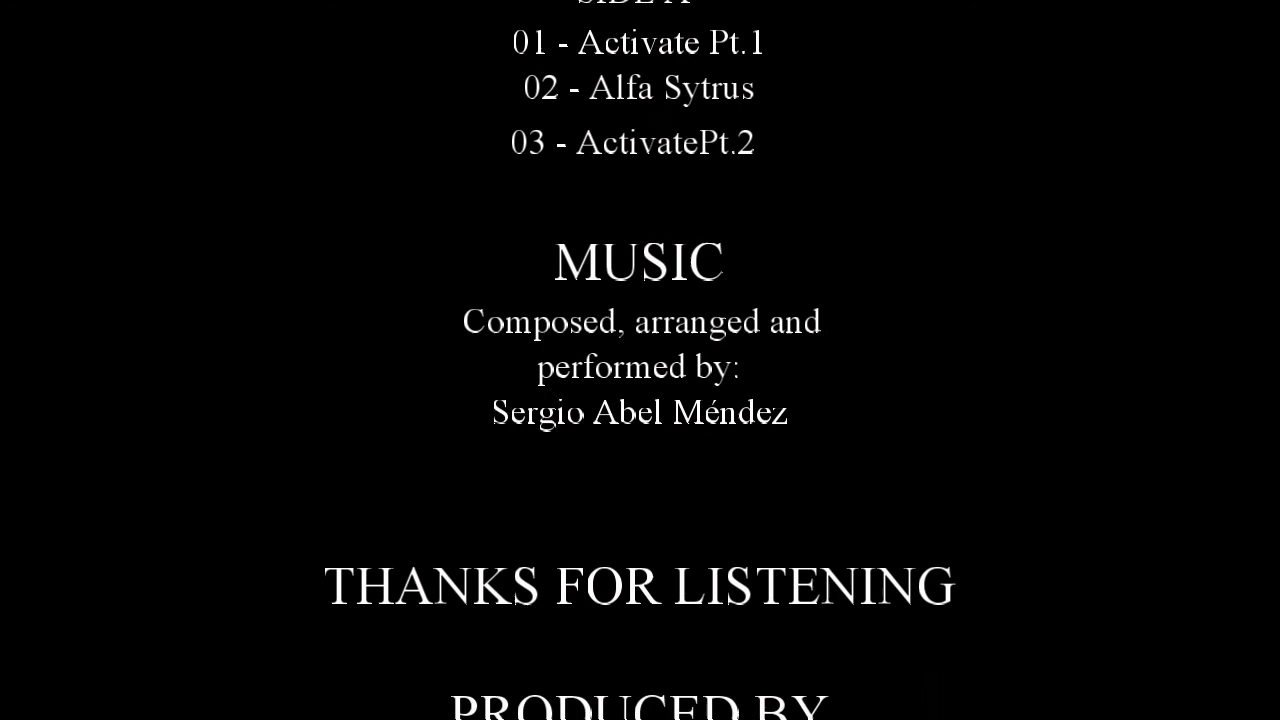 SIDE A
01 - Activate Pt.1
02 - Alfa Sytrus
03 - ActivatePt.2
MUSIC
Composed, arranged and
performed by:
Sergio Abel Méndez
THANKS FOR LISTENING
PRODUCED BY